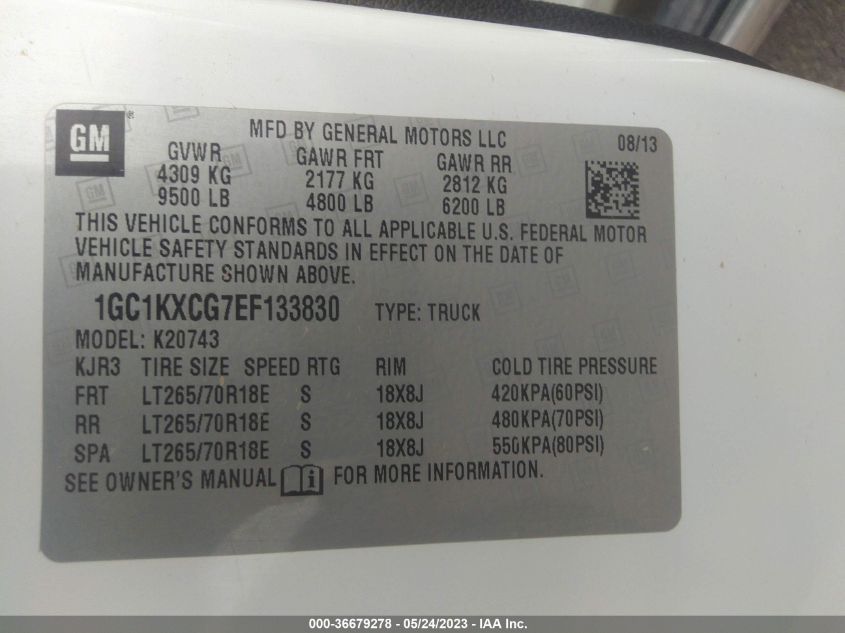 GM
MFD BY GENERAL MOTORS LLC 08/13
GVWR GAWR FRT GAWR RR
4309 KG 2177 KG 2812 KG
9500 LB 4800 LB 6200 LB
THIS VEHICLE CONFORMS TO ALL APPLICABLE U.S. FEDERAL MOTOR
VEHICLE SAFETY STANDARDS IN EFFECT ON THE DATE OF
MANUFACTURE SHOWN ABOVE.
1GC1KXCG7EF133830 TYPE: TRUCK
MODEL: K20743
KJR3 TIRE SIZE SPEED RTG RIM COLD TIRE PRESSURE
FRT LT265/70R18E S 18X8J 420KPA(60PSI)
RR LT265/70R18E S 18X8J 480KPA(70PSI)
SPA LT265/70R18E S 18X8J 550KPA(80PSI)
SEE OWNER'S MANUAL i FOR MORE INFORMATION.
000-36679278 - 05/24/2023 - IAA Inc.